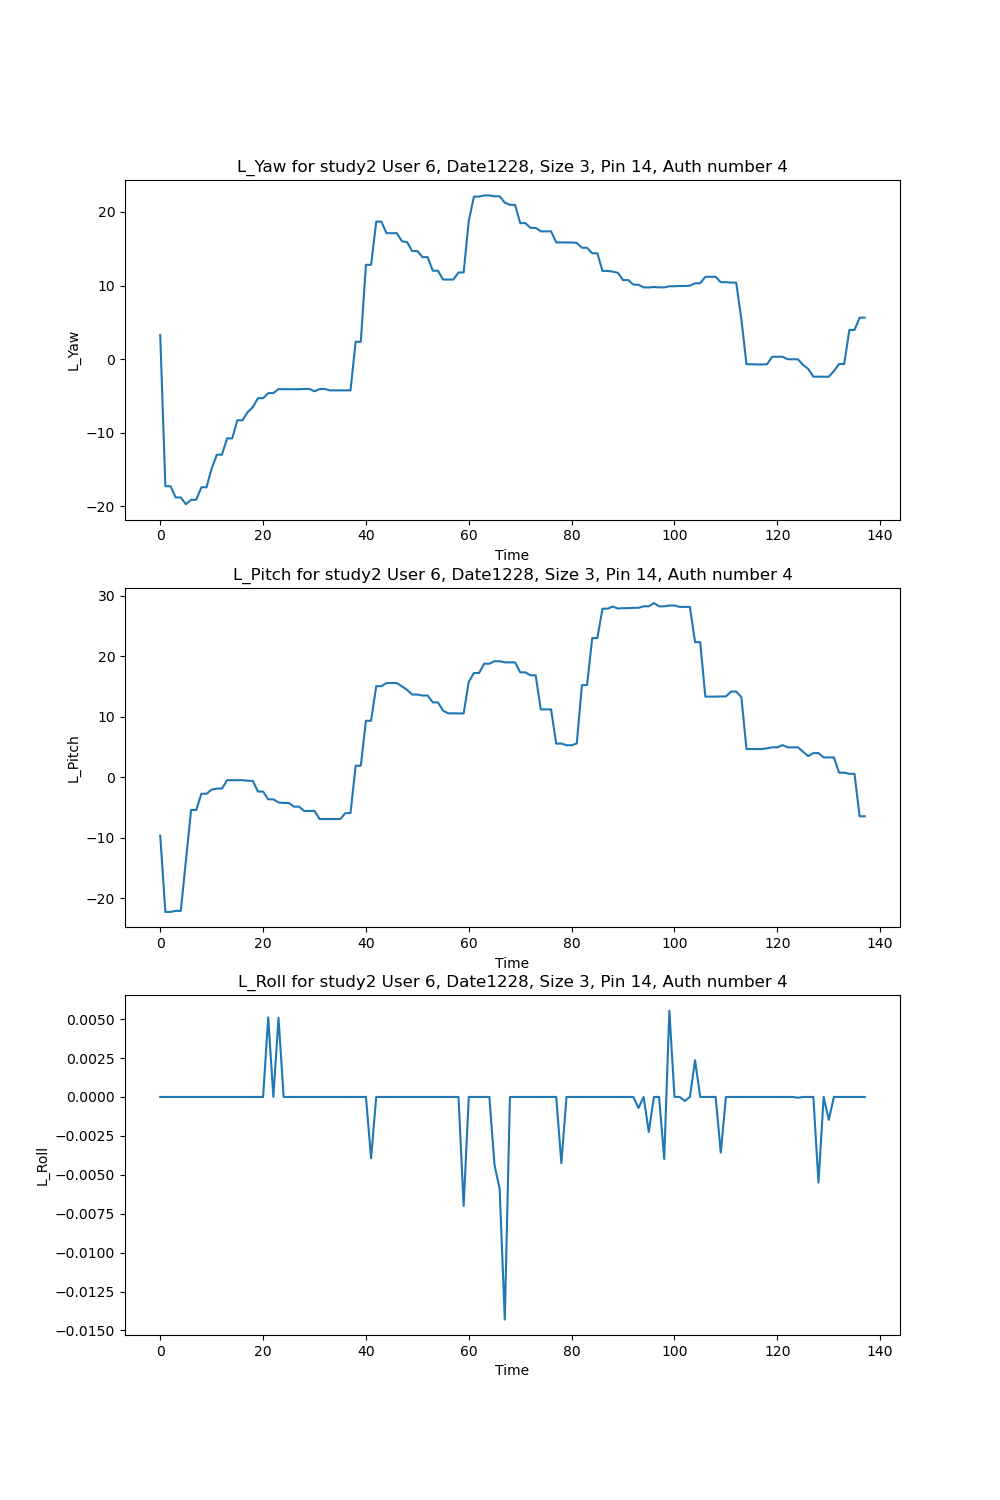 L_Yaw for study2 User 6, Date1228, Size 3, Pin 14, Auth number 4
20
10
0
−10
−20
L_Yaw
0 20 40 60 80 100 120 140
Time
L_Pitch for study2 User 6, Date1228, Size 3, Pin 14, Auth number 4
30
20
10
0
−10
−20
L_Pitch
0 20 40 60 80 100 120 140
Time
L_Roll for study2 User 6, Date1228, Size 3, Pin 14, Auth number 4
0.0050
0.0025
0.0000
−0.0025
−0.0050
−0.0075
−0.0100
−0.0125
−0.0150
L_Roll
0 20 40 60 80 100 120 140
Time